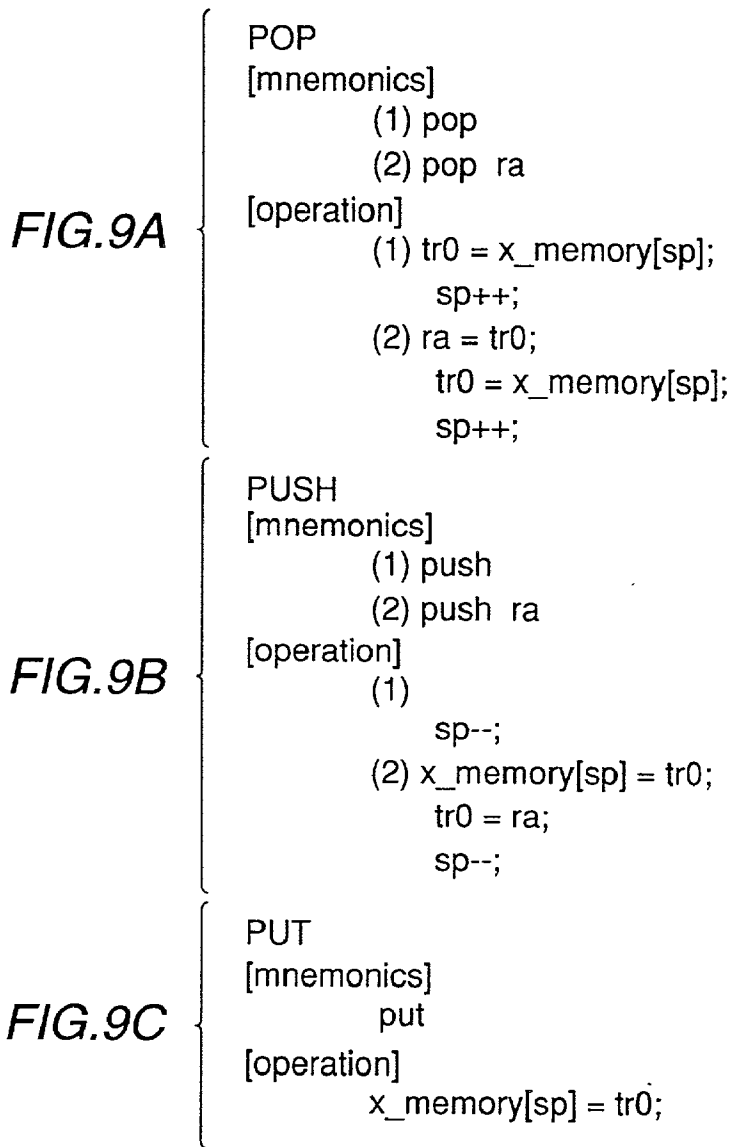 FIG.9A
POP
[mnemonics]
(1) pop
(2) pop ra
[operation]
(1) tr0 = x_memory[sp];
sp++;
(2) ra = tr0;
tr0 = x_memory[sp];
sp++;
FIG.9B
PUSH
[mnemonics]
(1) push
(2) push ra
[operation]
(1)
sp--;
(2) x_memory[sp] = tr0;
tr0 = ra;
sp--;
FIG.9C
PUT
[mnemonics]
put
[operation]
x_memory[sp] = tr0;